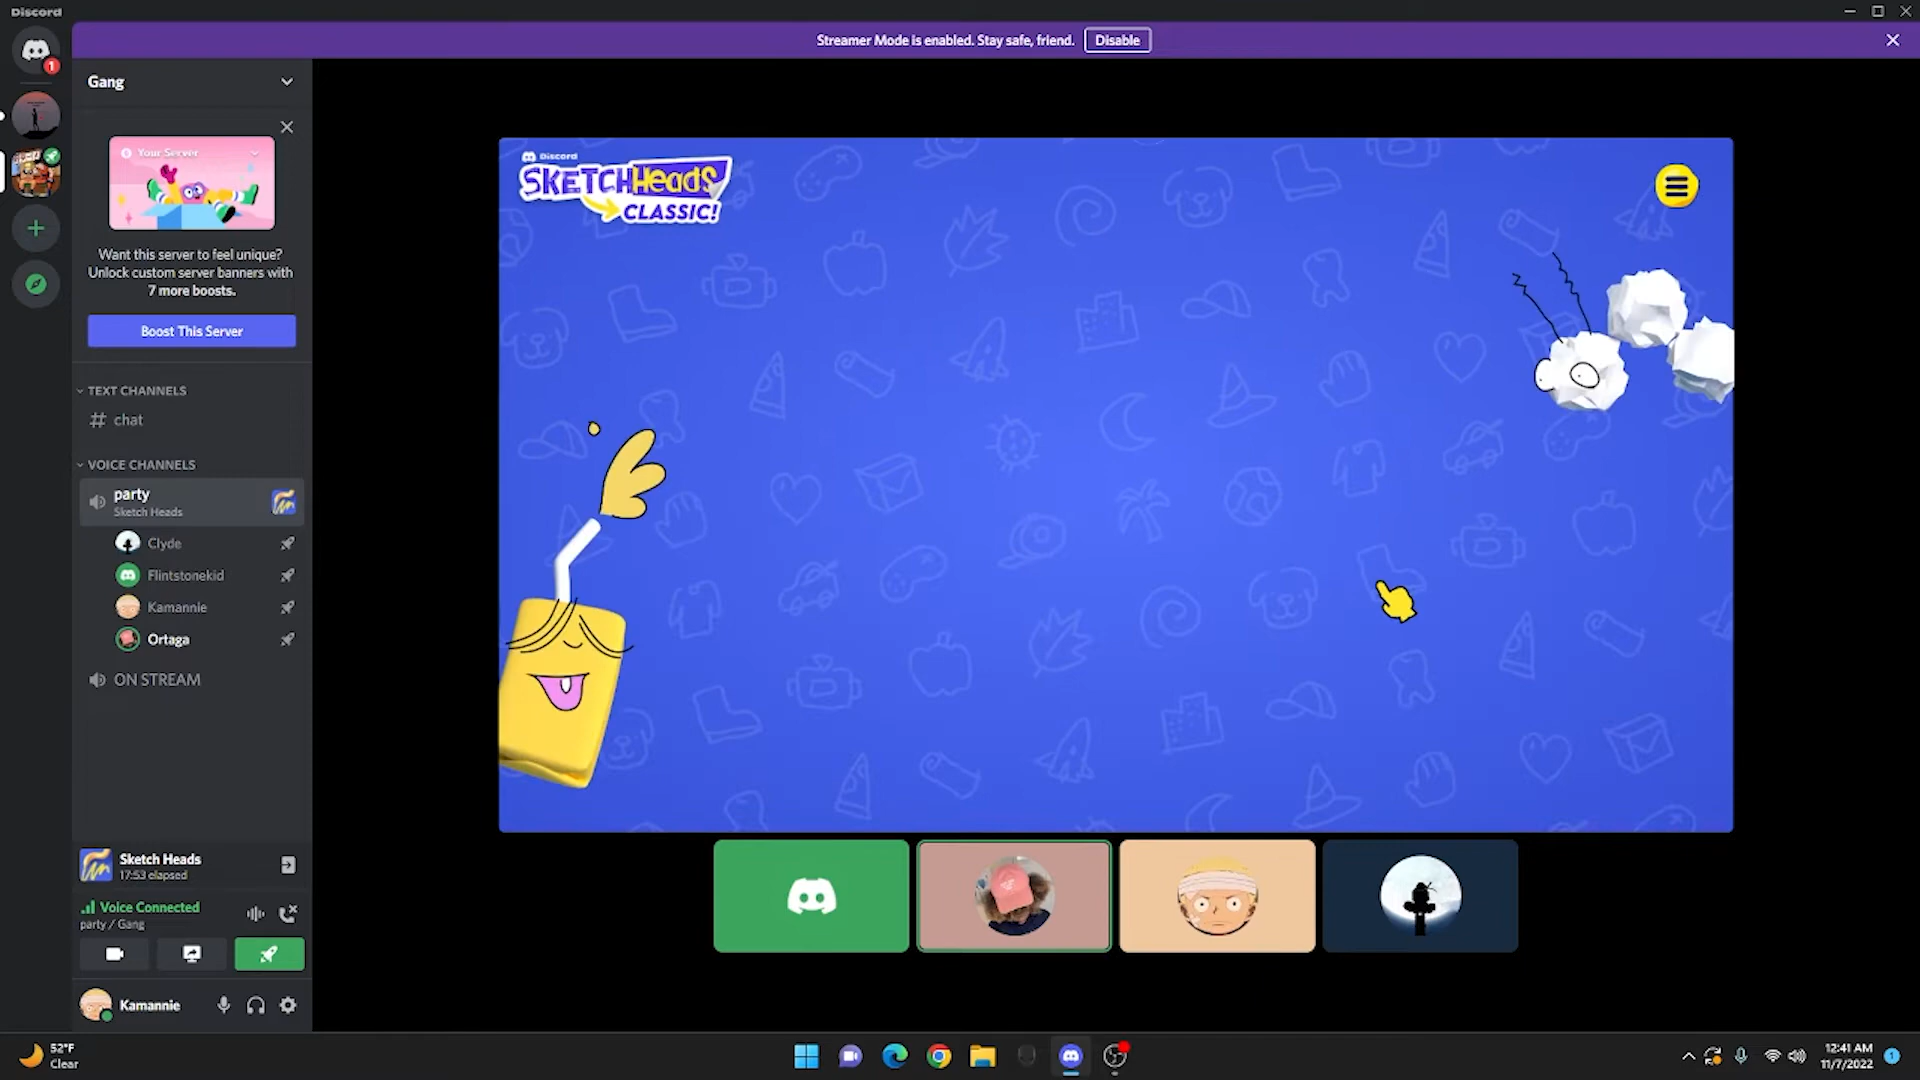 Discord
Streamer Mode is enabled. Stay safe, friend.
Disable
1
Gang
Your Server
Want this server to feel unique?
Unlock custom server banners with
7 more boosts.
Boost This Server
TEXT CHANNELS
chat
VOICE CHANNELS
party
Sketch Heads
Clyde
Flintstonekid
Kamannie
Ortaga
ON STREAM
Discord
SKETCHHeadS
CLASSIC!
Sketch Heads
17:53 elapsed
Voice Connected
party / Gang
Kamannie
52°F
Clear
12:41 AM
11/7/2022
1